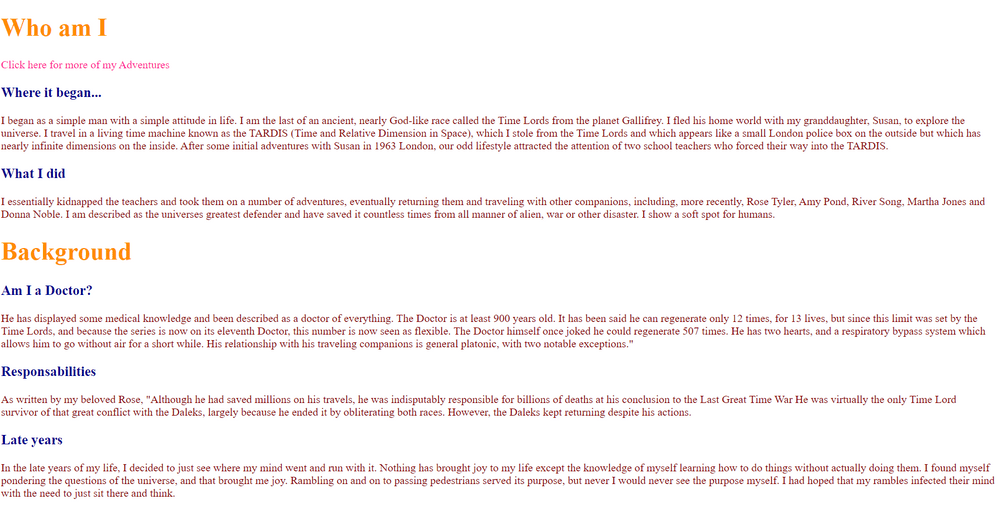 Who am I
Click here for more of my Adventures
Where it began...
I began as a simple man with a simple attitude in life. I am the last of an ancient, nearly God-like race called the Time Lords from the planet Gallifrey. I fled his home world with my granddaughter, Susan, to explore the
universe. I travel in a living time machine known as the TARDIS (Time and Relative Dimension in Space), which I stole from the Time Lords and which appears like a small London police box on the outside but which has
nearly infinite dimensions on the inside. After some initial adventures with Susan in 1963 London, our odd lifestyle attracted the attention of two school teachers who forced their way into the TARDIS.
What I did
I essentially kidnapped the teachers and took them on a number of adventures, eventually returning them and traveling with other companions, including, more recently, Rose Tyler, Amy Pond, River Song, Martha Jones and
Donna Noble. I am described as the universes greatest defender and have saved it countless times from all manner of alien, war or other disaster. I show a soft spot for humans.
Background
Am I a Doctor?
He has displayed some medical knowledge and been described as a doctor of everything. The Doctor is at least 900 years old. It has been said he can regenerate only 12 times, for 13 lives, but since this limit was set by the
Time Lords, and because the series is now on its eleventh Doctor, this number is now seen as flexible. The Doctor himself once joked he could regenerate 507 times. He has two hearts, and a respiratory bypass system which
allows him to go without air for a short while. His relationship with his traveling companions is general platonic, with two notable exceptions."
Responsabilities
As written by my beloved Rose, "Although he had saved millions on his travels, he was indisputably responsible for billions of deaths at his conclusion to the Last Great Time War He was virtually the only Time Lord
survivor of that great conflict with the Daleks, largely because he ended it by obliterating both races. However, the Daleks kept returning despite his actions.
Late years
In the late years of my life, I decided to just see where my mind went and run with it. Nothing has brought joy to my life except the knowledge of myself learning how to do things without actually doing them. I found myself
pondering the questions of the universe, and that brought me joy. Rambling on and on to passing pedestrians served its purpose, but never I would never see the purpose myself. I had hoped that my rambles infected their mind
with the need to just sit there and think.